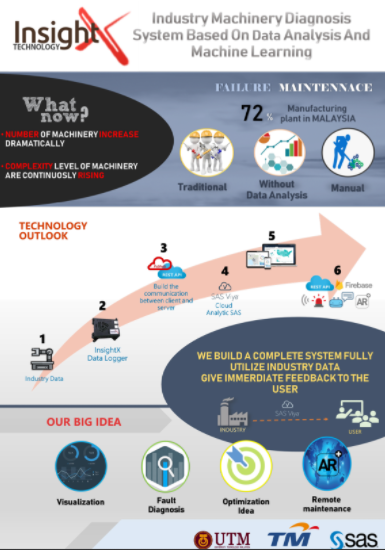 InsightX
TECHNOLOGY
Industry Machinery Diagnosis
System Based On Data Analysis And
Machine Learning
What
now?
• NUMBER OF MACHINERY INCREASE
DRAMATICALLY
• COMPLEXITY LEVEL OF MACHINERY
ARE CONTINUOSLY RISING
FAILURE MAINTENNACE
72 %
Manufacturing
plant in MALAYSIA
Traditional
Without
Data Analysis
Manual
TECHNOLOGY
OUTLOOK
1
Industry Data
2
InsightX
Data Logger
3
REST API
Build the
communication
between client and
server
4
SAS Viya
Cloud
Analytic SAS
5
6
REST API
Firebase
AR
WE BUILD A COMPLETE SYSTEM FULLY
UTILIZE INDUSTRY DATA
GIVE IMMERDIATE FEEDBACK TO THE
USER
INDUSTRY
SAS Viya
USER
OUR BIG IDEA
Visualization
Fault
Diagnosis
Optimization
Idea
AR
Remote
maintenance
UTM
TM
sas